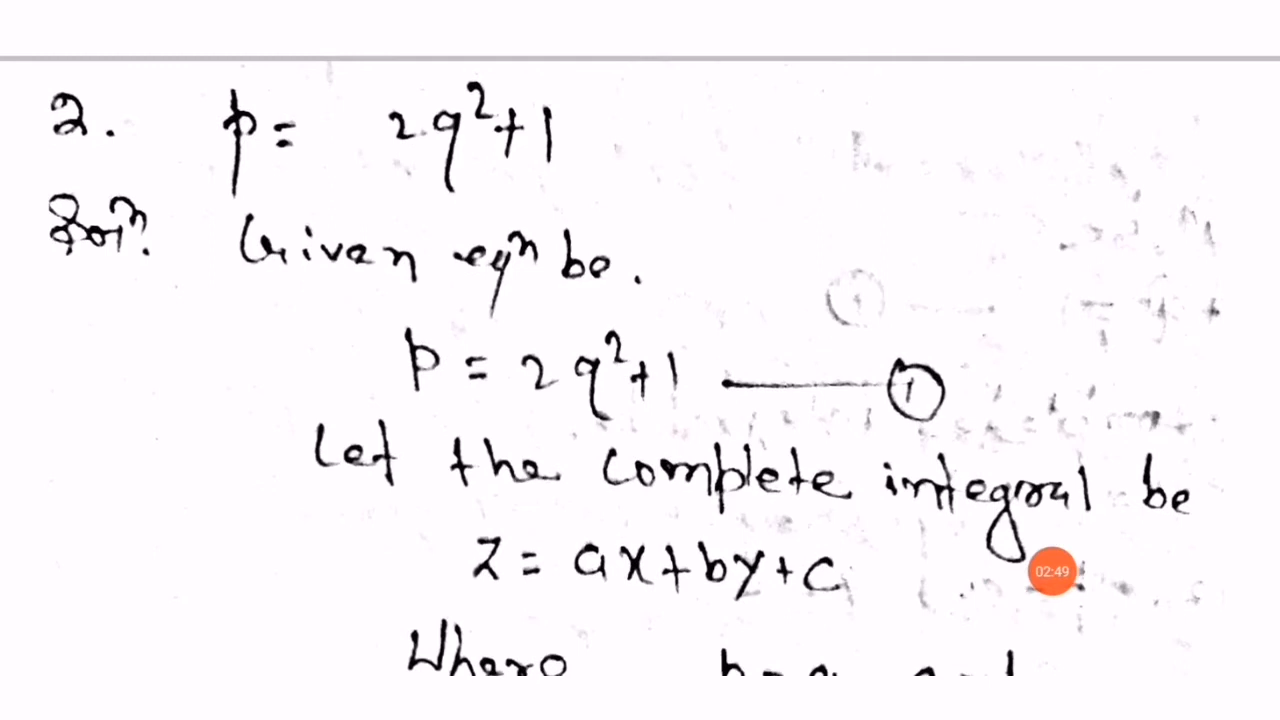 2. p = 2q²+1
Solⁿ: Given eqⁿ be.
p = 2q²+1 ——— ①
Let the complete integral be
z = ax+by+c
02:49
Where